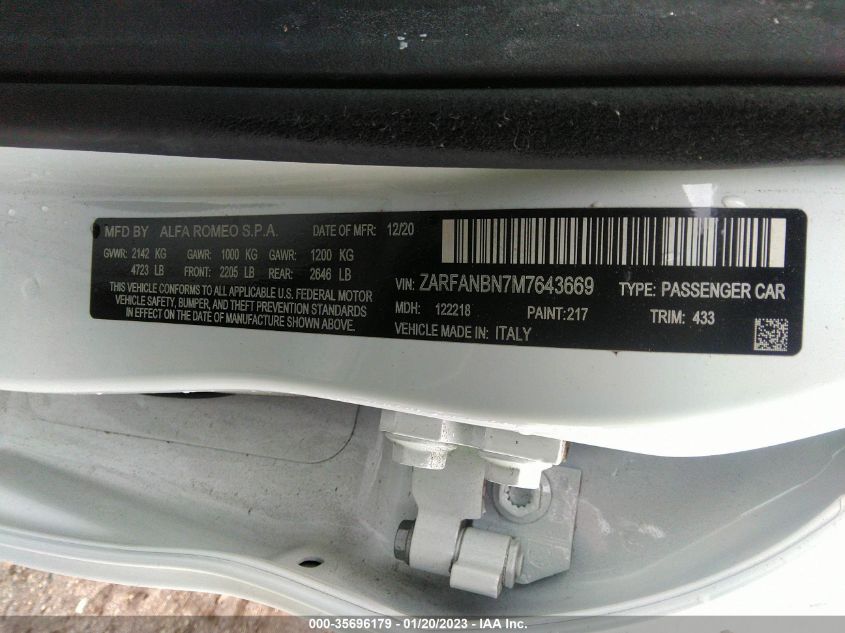 MFD BY ALFA ROMEO S.P.A. DATE OF MFR: 12/20
GVWR: 2142 KG GAWR: 1000 KG GAWR: 1200 KG
4723 LB FRONT: 2205 LB REAR: 2646 LB
THIS VEHICLE CONFORMS TO ALL APPLICABLE U.S. FEDERAL MOTOR
VEHICLE SAFETY, BUMPER, AND THEFT PREVENTION STANDARDS
IN EFFECT ON THE DATE OF MANUFACTURE SHOWN ABOVE.
VIN: ZARFANBN7M7643669 TYPE: PASSENGER CAR
MDH: 122218 PAINT:217 TRIM: 433
VEHICLE MADE IN: ITALY
000-35696179 — 01/20/2023 — IAA Inc.